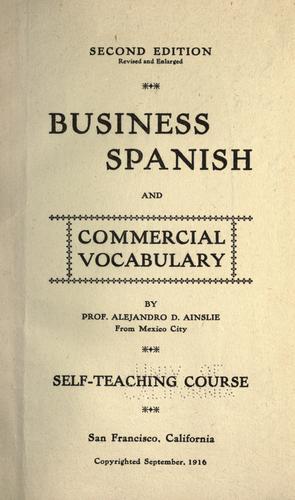 SECOND EDITION
Revised and Enlarged
BUSINESS
SPANISH
AND
COMMERCIAL
VOCABULARY
BY
PROF. ALEJANDRO D. AINSLIE
From Mexico City
SELF-TEACHING COURSE
San Francisco, California
Copyrighted September, 1916